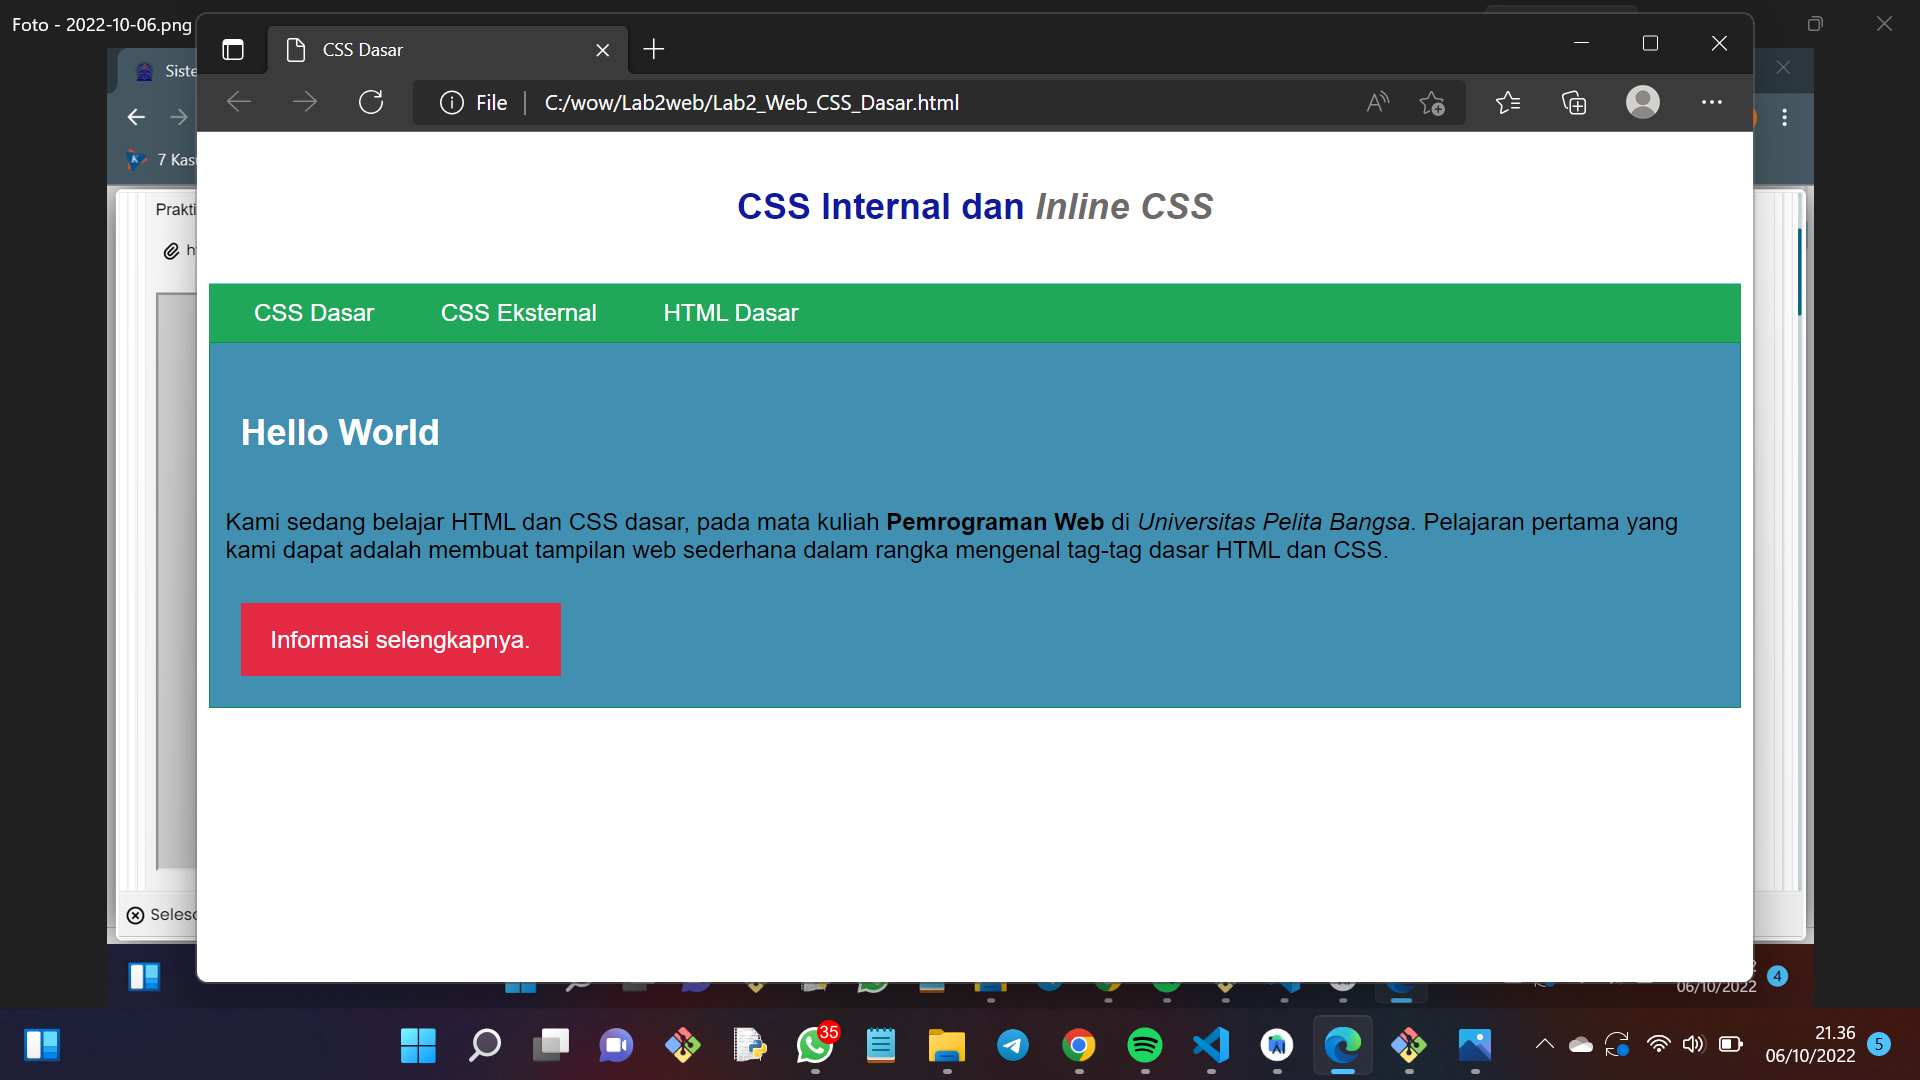 Foto - 2022-10-06.png
CSS Dasar
Siste
File
C:/wow/Lab2web/Lab2_Web_CSS_Dasar.html
7 Kas
CSS Internal dan Inline CSS
Prakti
CSS Dasar CSS Eksternal HTML Dasar
Hello World
Kami sedang belajar HTML dan CSS dasar, pada mata kuliah Pemrograman Web di Universitas Pelita Bangsa. Pelajaran pertama yang
kami dapat adalah membuat tampilan web sederhana dalam rangka mengenal tag-tag dasar HTML dan CSS.
Informasi selengkapnya.
06/10/2022
4
35
21.36
06/10/2022
5